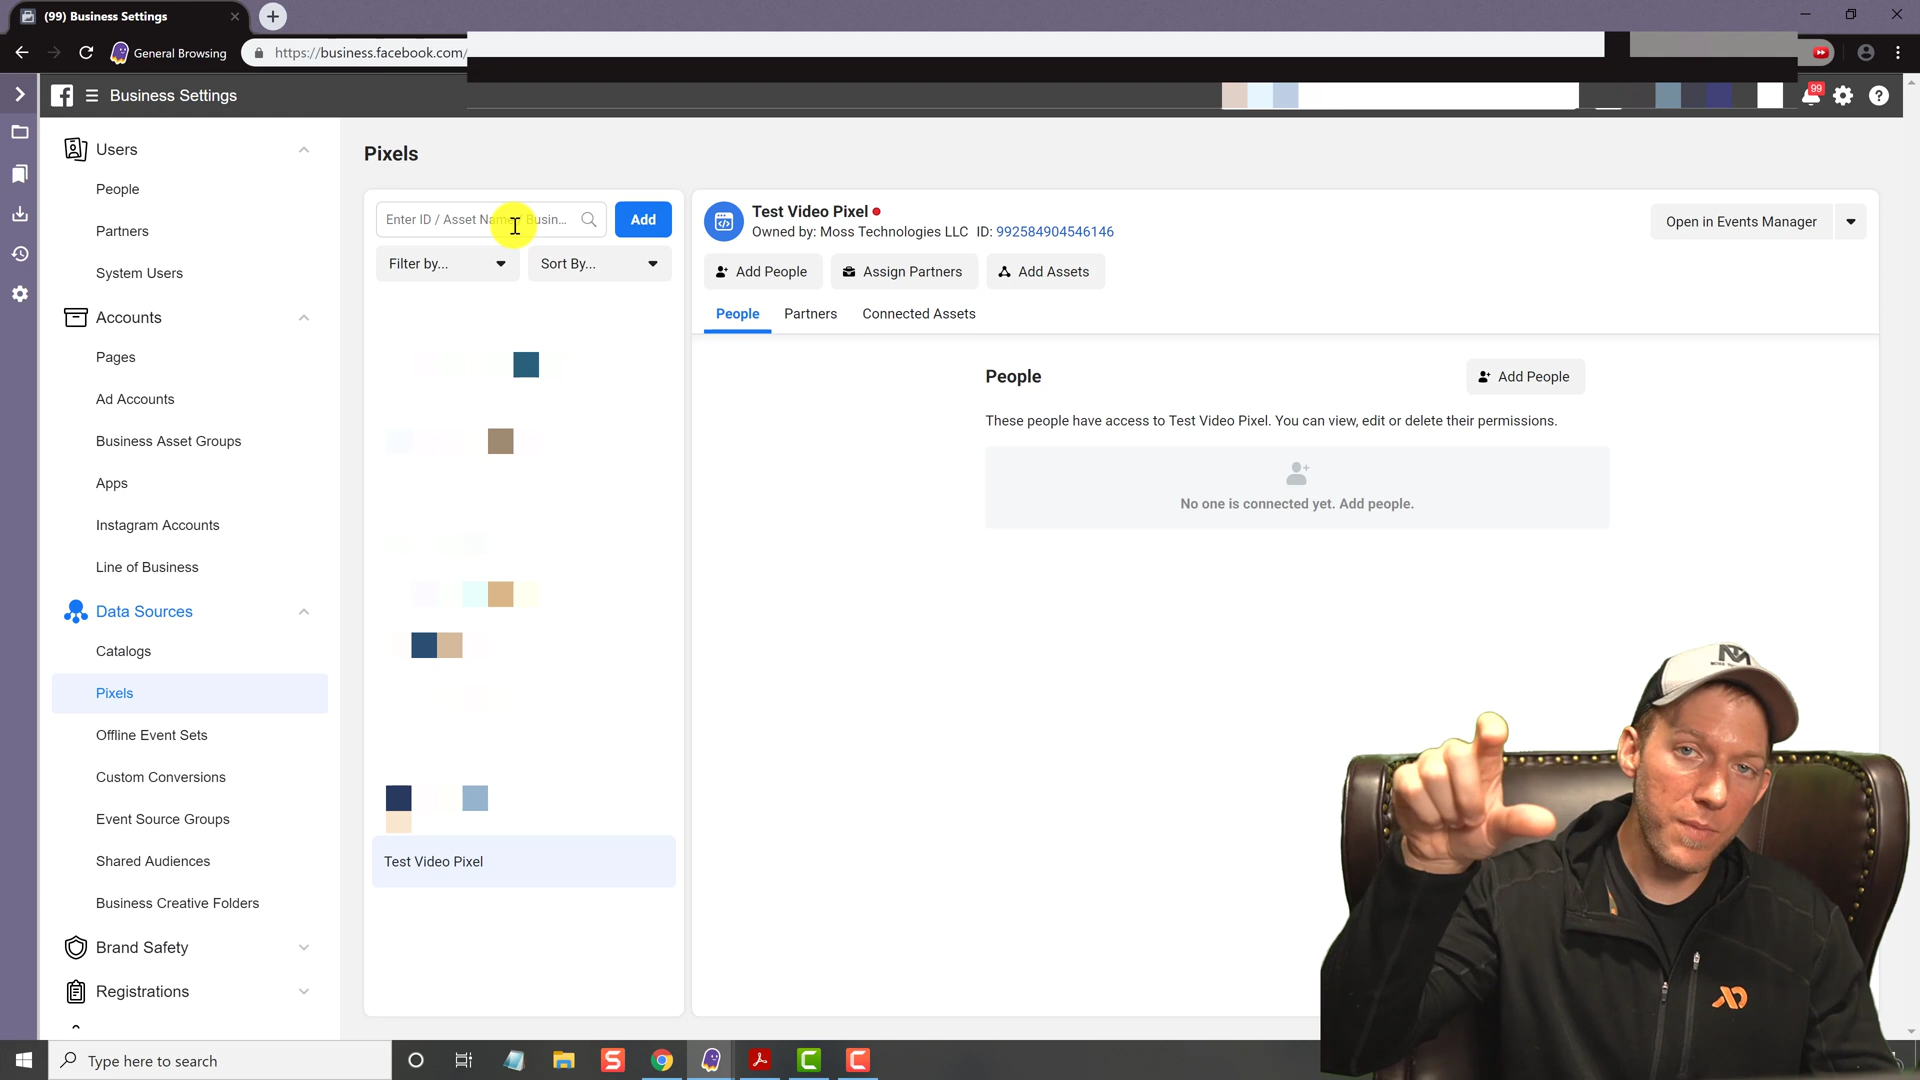 (99) Business Settings
General Browsing
https://business.facebook.com/
Business Settings
99
Users
People
Partners
System Users
Accounts
Pages
Ad Accounts
Business Asset Groups
Apps
Instagram Accounts
Line of Business
Data Sources
Catalogs
Pixels
Offline Event Sets
Custom Conversions
Event Source Groups
Shared Audiences
Business Creative Folders
Brand Safety
Registrations
Pixels
Enter ID / Asset Name / Busin...
Add
Filter by...
Sort By...
Test Video Pixel
Test Video Pixel
Owned by: Moss Technologies LLC ID: 992584904546146
Open in Events Manager
Add People
Assign Partners
Add Assets
People
Partners
Connected Assets
People
Add People
These people have access to Test Video Pixel. You can view, edit or delete their permissions.
No one is connected yet. Add people.
Type here to search